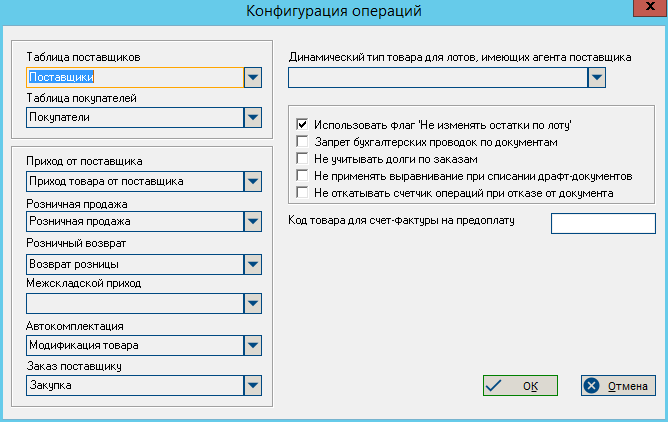 Конфигурация операций
x
Таблица поставщиков
Поставщики
Таблица покупателей
Покупатели
Приход от поставщика
Приход товара от поставщика
Розничная продажа
Розничная продажа
Розничный возврат
Возврат розницы
Межскладской приход
Автокомплектация
Модификация товара
Заказ поставщику
Закупка
Динамический тип товара для лотов, имеющих агента поставщика
Использовать флаг 'Не изменять остатки по лоту'
Запрет бухгалтерских проводок по документам
Не учитывать долги по заказам
Не применять выравнивание при списании драфт-документов
Не откатывать счетчик операций при отказе от документа
Код товара для счет-фактуры на предоплату
ОК
Отмена